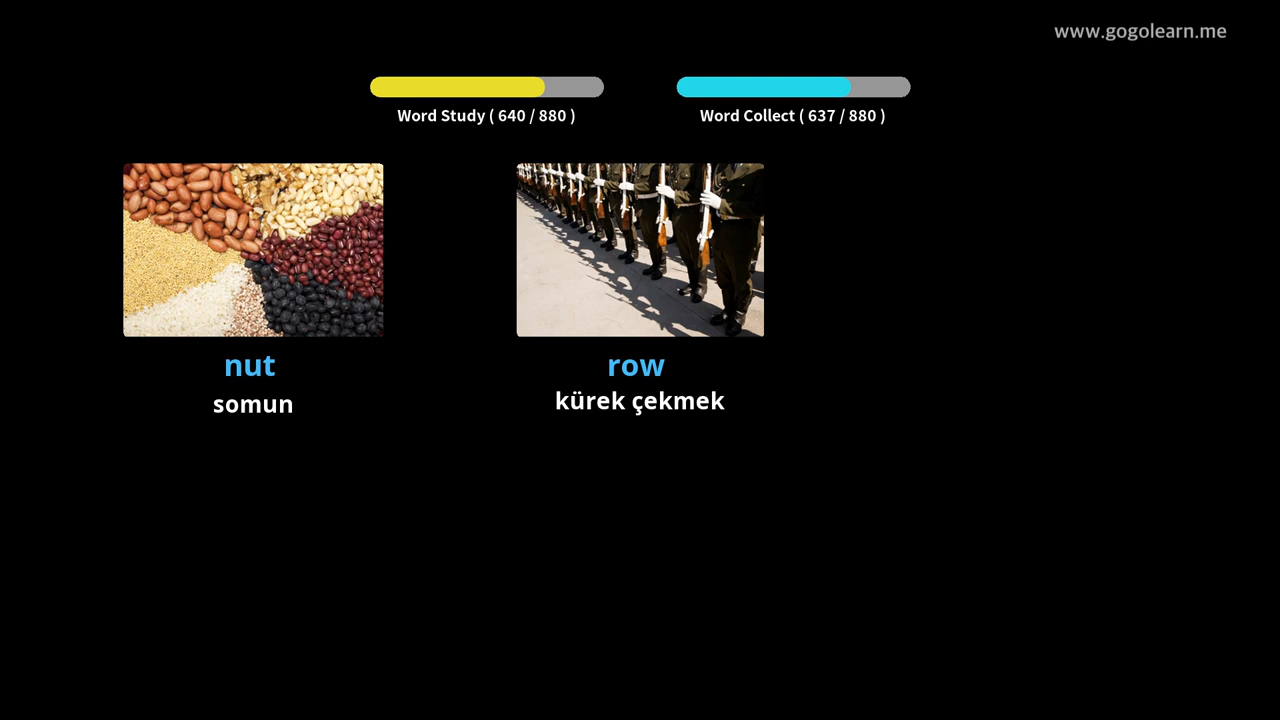 www.gogolearn.me
Word Study ( 640 / 880 )
Word Collect ( 637 / 880 )
nut
somun
row
kürek çekmek